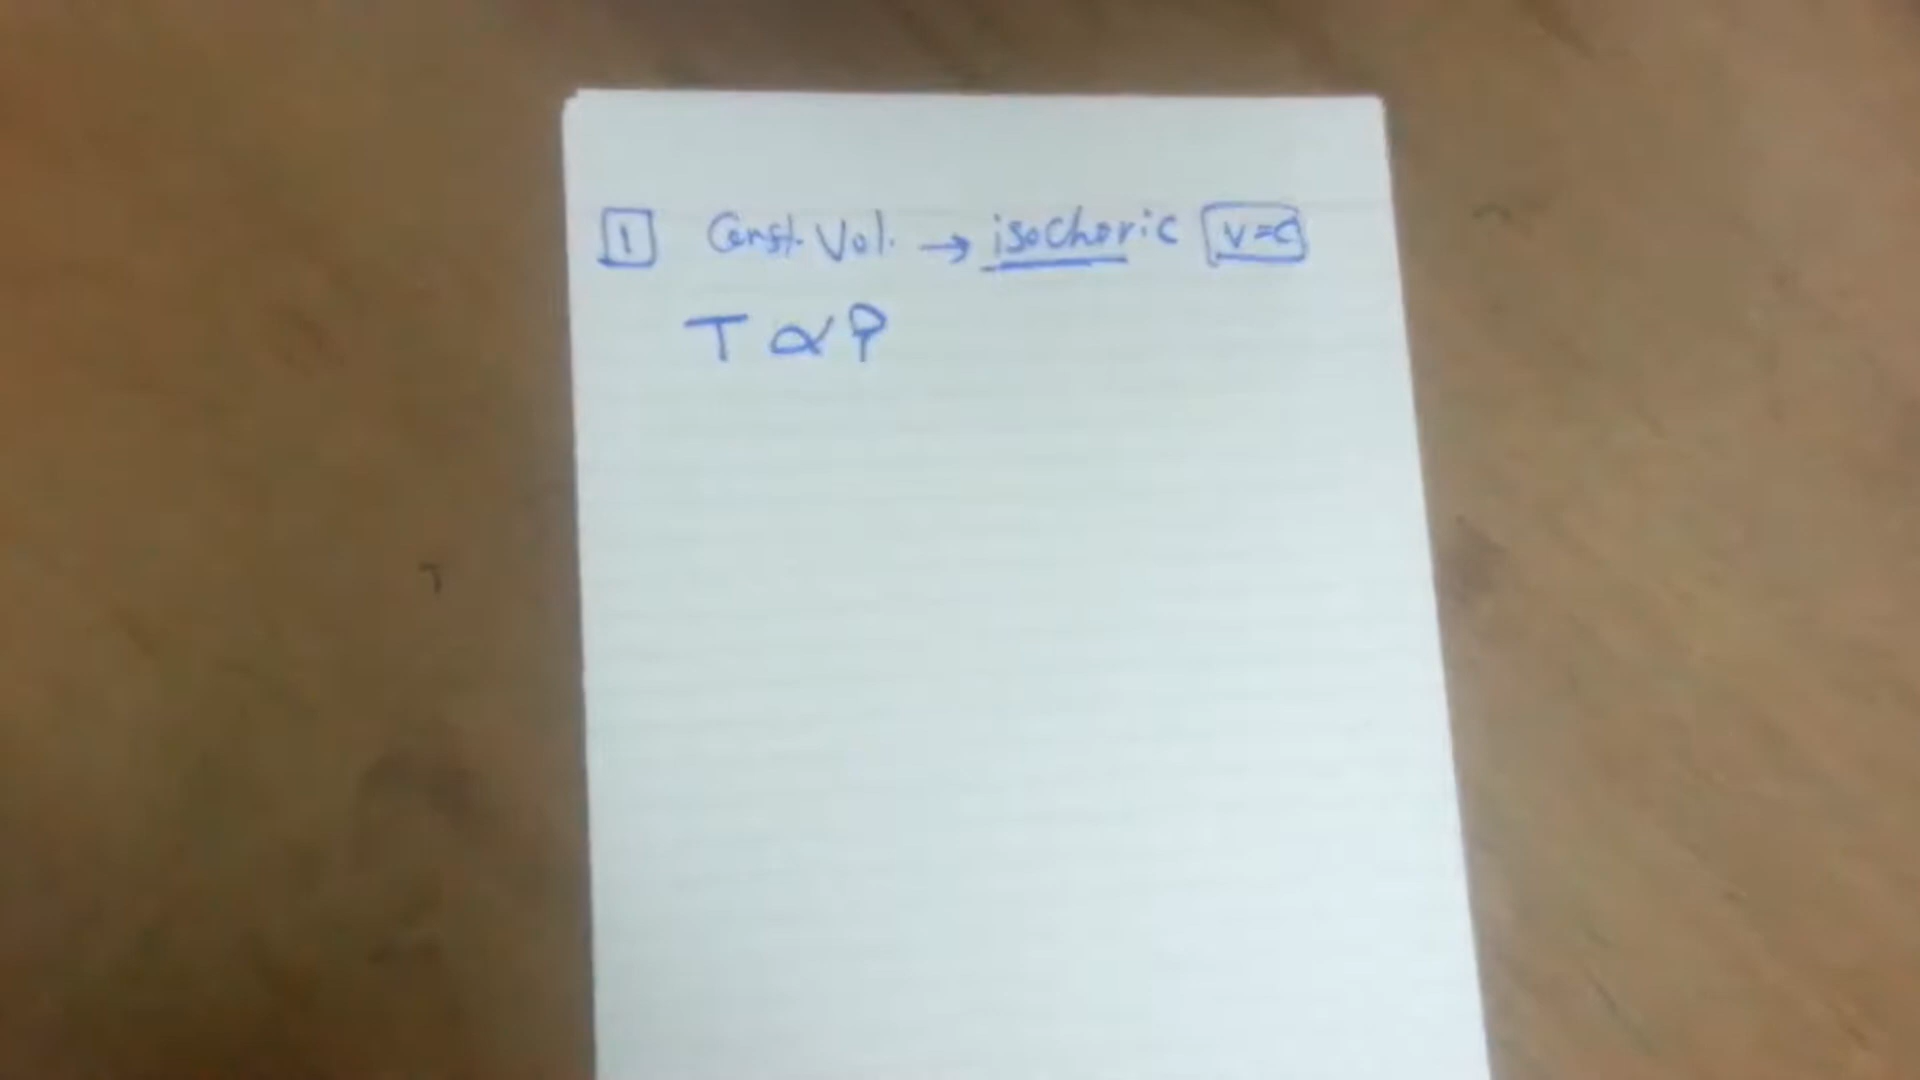 1 Const. Vol. → isochoric V=C
T ∝ P